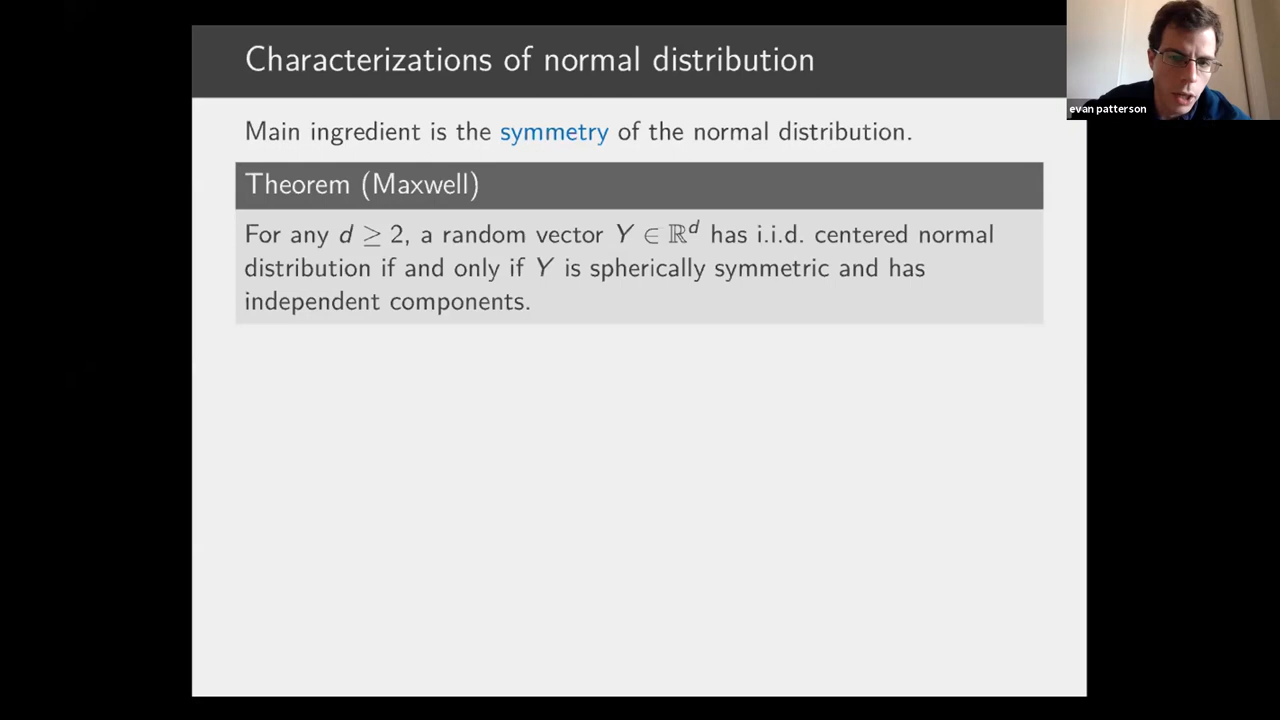 Characterizations of normal distribution
evan patterson
Main ingredient is the symmetry of the normal distribution.
Theorem (Maxwell)
For any d ≥ 2, a random vector Y ∈ ℝᵈ has i.i.d. centered normal
distribution if and only if Y is spherically symmetric and has
independent components.